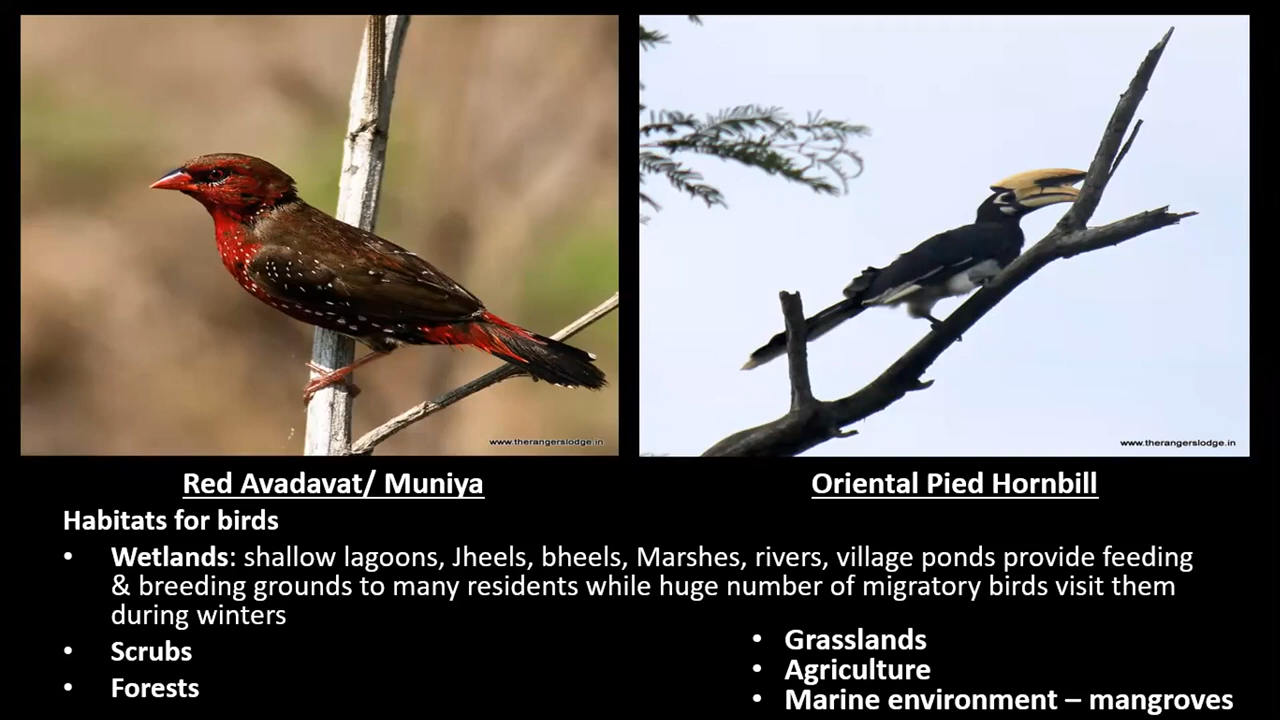 www.therangerslodge.in
www.therangerslodge.in
Red Avadavat/ Muniya
Oriental Pied Hornbill
Habitats for birds
• Wetlands: shallow lagoons, Jheels, bheels, Marshes, rivers, village ponds provide feeding
& breeding grounds to many residents while huge number of migratory birds visit them
during winters
• Scrubs
• Forests
• Grasslands
• Agriculture
• Marine environment – mangroves